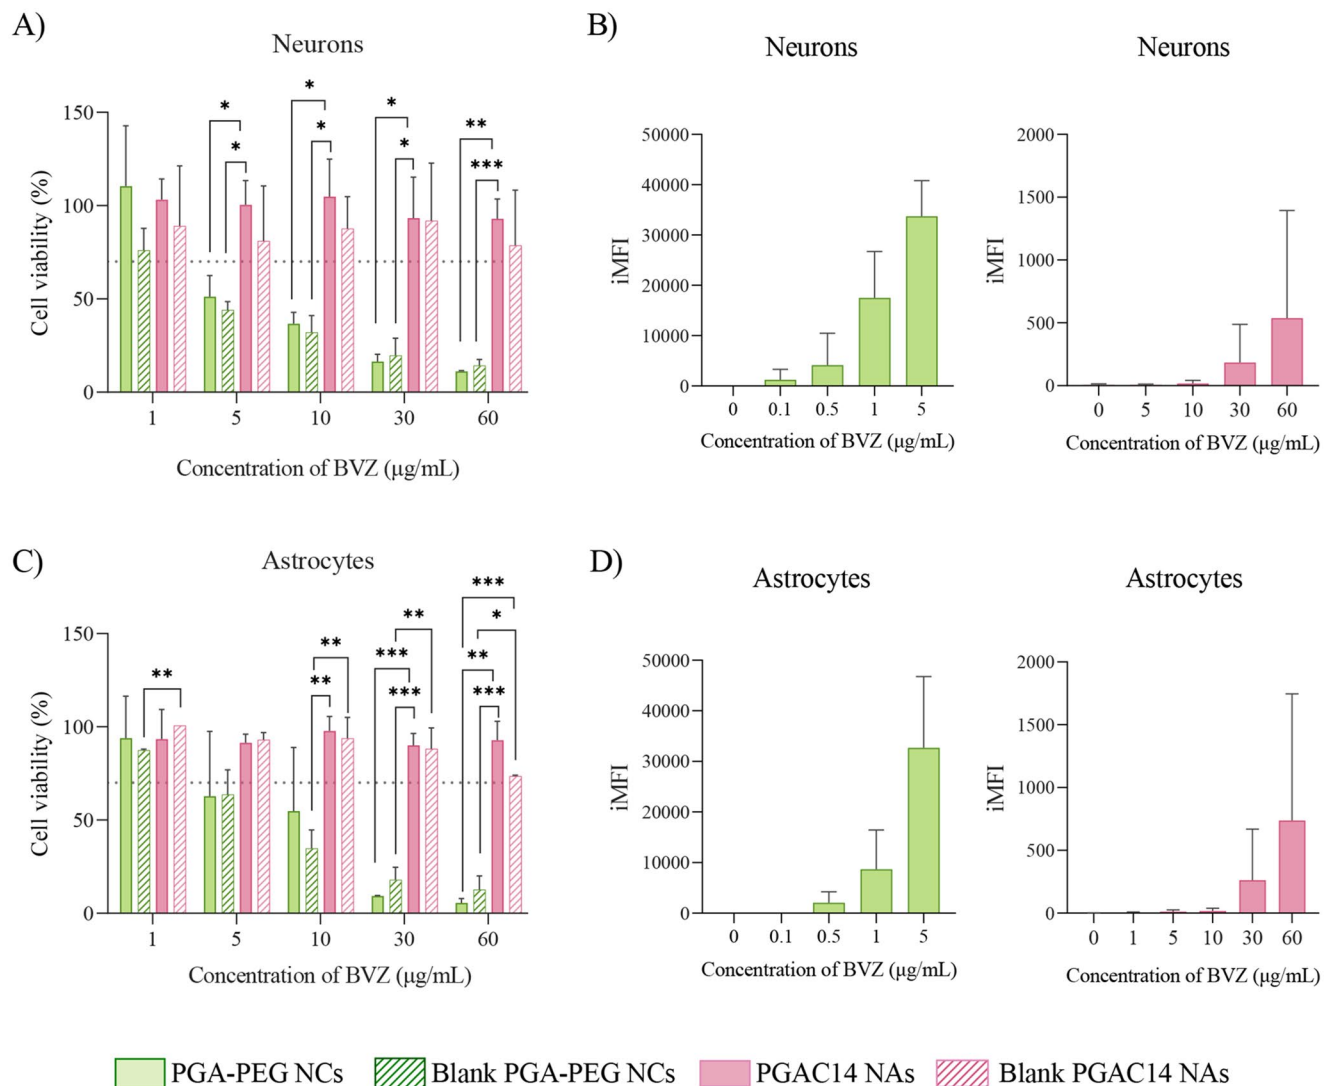 A)
Neurons
Cell viability (%)
150
100
50
0
* * * * * * ** ***
1 5 10 30 60
Concentration of BVZ (µg/mL)
B)
Neurons
iMFI
50000
40000
30000
20000
10000
0
0 0.1 0.5 1 5
Concentration of BVZ (µg/mL)
Neurons
iMFI
2000
1500
1000
500
0
0 5 10 30 60
Concentration of BVZ (µg/mL)
C)
Astrocytes
Cell viability (%)
150
100
50
0
** ** ** *** ** *** *** * ** ***
1 5 10 30 60
Concentration of BVZ (µg/mL)
D)
Astrocytes
iMFI
50000
40000
30000
20000
10000
0
0 0.1 0.5 1 5
Concentration of BVZ (µg/mL)
Astrocytes
iMFI
2000
1500
1000
500
0
0 1 5 10 30 60
Concentration of BVZ (µg/mL)
PGA-PEG NCs
Blank PGA-PEG NCs
PGAC14 NAs
Blank PGAC14 NAs